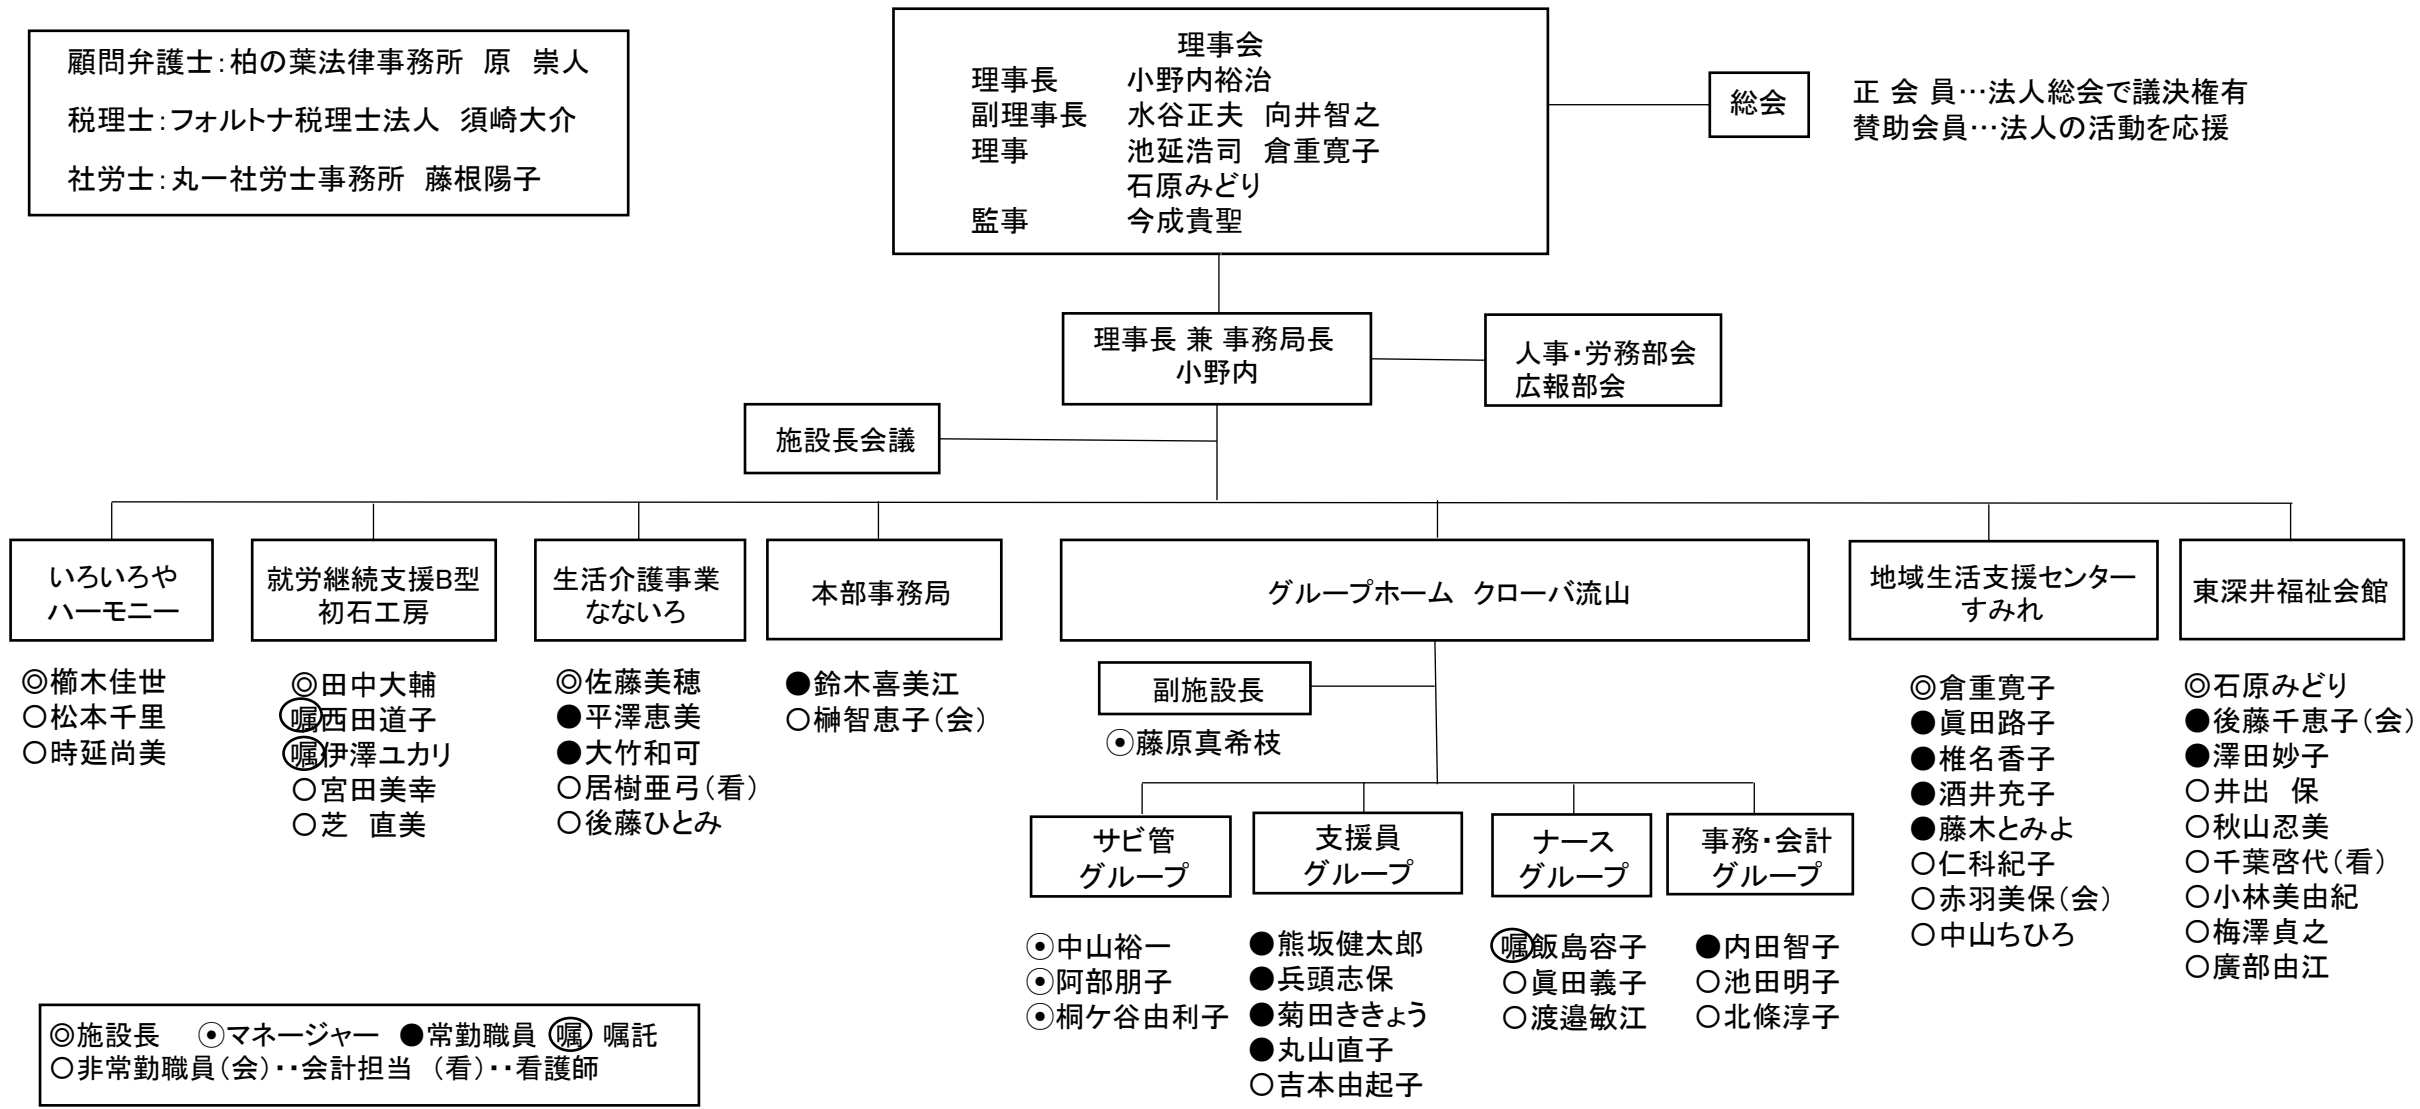 顧問弁護士:柏の葉法律事務所 原 崇人
税理士:フォルトナ税理士法人 須崎大介
社労士:丸一社労士事務所 藤根陽子
理事会
理事長 小野内裕治
副理事長 水谷正夫 向井智之
理事 池延浩司 倉重寛子
石原みどり
監事 今成貴聖
総会
正 会 員…法人総会で議決権有
賛助会員…法人の活動を応援
理事長 兼 事務局長
小野内
人事・労務部会
広報部会
施設長会議
いろいろや
ハーモニー
◎櫛木佳世
○松本千里
○時延尚美
就労継続支援B型
初石工房
◎田中大輔
嘱西田道子
嘱伊澤ユカリ
○宮田美幸
○芝 直美
生活介護事業
なないろ
◎佐藤美穂
●平澤恵美
●大竹和可
○居樹亜弓(看)
○後藤ひとみ
本部事務局
●鈴木喜美江
○榊智恵子(会)
グループホーム クローバ流山
副施設長
⦿藤原真希枝
サビ管
グループ
⦿中山裕一
⦿阿部朋子
⦿桐ケ谷由利子
支援員
グループ
●熊坂健太郎
●兵頭志保
●菊田ききょう
●丸山直子
○吉本由起子
ナース
グループ
嘱飯島容子
○眞田義子
○渡邉敏江
事務・会計
グループ
●内田智子
○池田明子
○北條淳子
地域生活支援センター
すみれ
◎倉重寛子
●眞田路子
●椎名香子
●酒井充子
●藤木とみよ
○仁科紀子
○赤羽美保(会)
○中山ちひろ
東深井福祉会館
◎石原みどり
●後藤千恵子(会)
●澤田妙子
○井出 保
○秋山忍美
○千葉啓代(看)
○小林美由紀
○梅澤貞之
○廣部由江
◎施設長 ⦿マネージャー ●常勤職員 嘱 嘱託
○非常勤職員(会)・・会計担当 (看)・・看護師